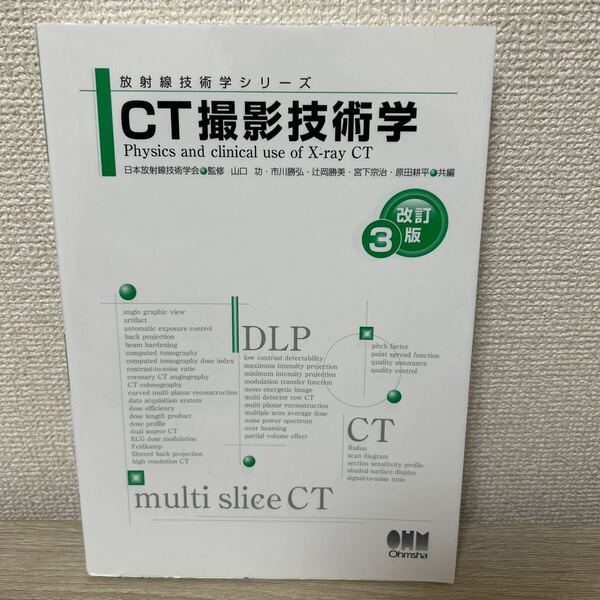 放射線技術学シリーズ
CT撮影技術学
Physics and clinical use of X-ray CT
日本放射線技術学会●監修 山口 功・市川勝弘・辻岡勝美・宮下宗治・原田耕平●共編
改訂
3版
angio graphic view
artifact
automatic exposure control
back projection
beam hardening
computed tomography
computed tomography dose index
contrast-to-noise ratio
coronary CT angiography
CT colonography
curved multi planar reconstruction
data acquisition system
dose efficiency
dose length product
dose profile
dual source CT
ECG dose modulation
Feldkamp
filtered back projection
high resolution CT
DLP
low contrast detectability
maximum intensity projection
minimum intensity projection
modulation transfer function
mono energetic image
multi detector row CT
multi planar reconstruction
multiple scan average dose
noise power spectrum
over beaming
partial volume effect
pitch factor
point spread function
quality assurance
quality control
CT
Radon
scan diagram
section sensitivity profile
shaded surface display
signal-to-noise ratio
multi slice CT
OHM
Ohmsha